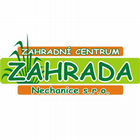 ZAHRADNÍ CENTRUM
ZAHRADA
Nechanice s.r.o.